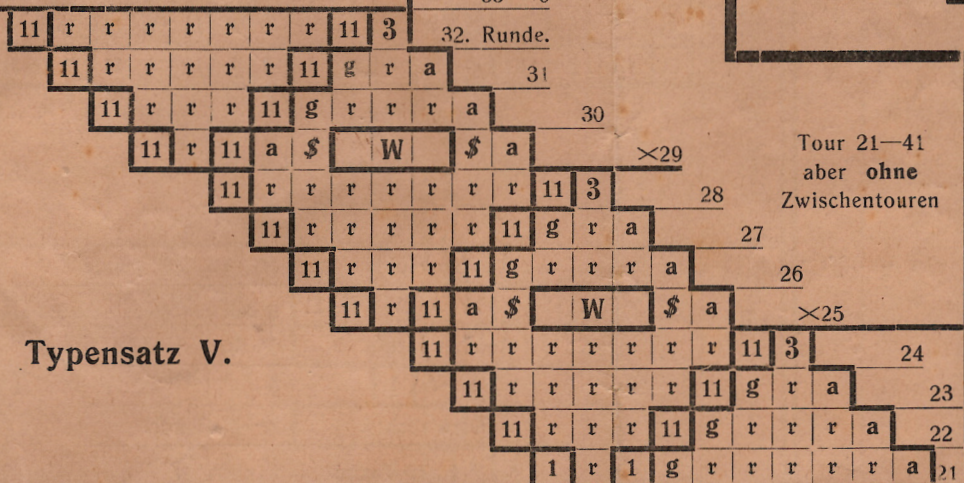 11 r r r r r r r 11 3 32. Runde.
11 r r r r r 11 g r a 31
11 r r r 11 g r r r a 30
11 r 11 a $ W $ a ×29
Tour 21—41
aber ohne
Zwischentouren
11 r r r r r r r 11 3 28
11 r r r r r 11 g r a 27
11 r r r 11 g r r r a 26
11 r 11 a $ W $ a ×25
Typensatz V.
11 r r r r r r r 11 3 24
11 r r r r r 11 g r a 23
11 r r r 11 g r r r a 22
1 r 1 g r r r r r a 21